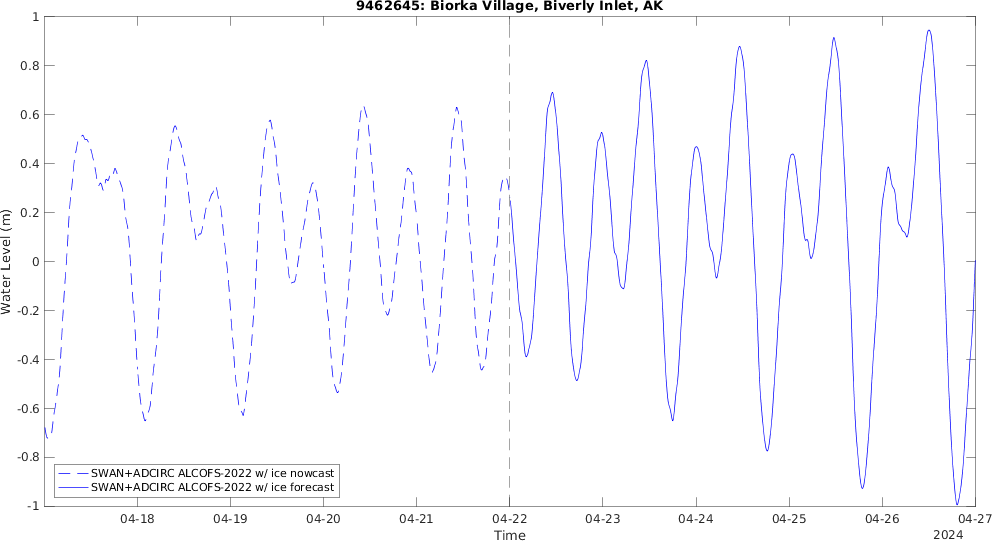 9462645: Biorka Village, Biverly Inlet, AK
Water Level (m)
1
0.8
0.6
0.4
0.2
0
-0.2
-0.4
-0.6
-0.8
-1
SWAN+ADCIRC ALCOFS-2022 w/ ice nowcast
SWAN+ADCIRC ALCOFS-2022 w/ ice forecast
04-18 04-19 04-20 04-21 04-22 04-23 04-24 04-25 04-26 04-27
Time
2024